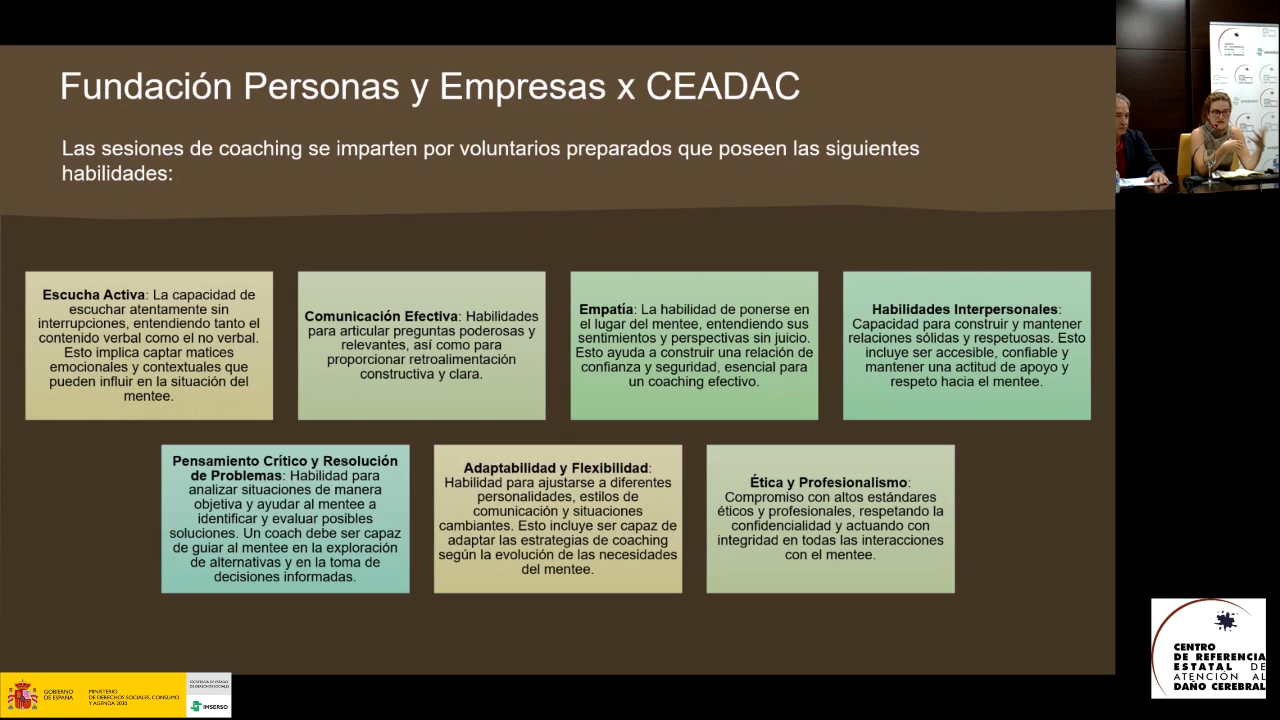 Fundación Personas y Empresas x CEADAC
Las sesiones de coaching se imparten por voluntarios preparados que poseen las siguientes
habilidades:
Escucha Activa: La capacidad de
escuchar atentamente sin
interrupciones, entendiendo tanto el
contenido verbal como el no verbal.
Esto implica captar matices
emocionales y contextuales que
pueden influir en la situación del
mentee.
Comunicación Efectiva: Habilidades
para articular preguntas poderosas y
relevantes, así como para
proporcionar retroalimentación
constructiva y clara.
Empatía: La habilidad de ponerse en
el lugar del mentee, entendiendo sus
sentimientos y perspectivas sin juicio.
Esto ayuda a construir una relación de
confianza y seguridad, esencial para
un coaching efectivo.
Habilidades Interpersonales:
Capacidad para construir y mantener
relaciones sólidas y respetuosas. Esto
incluye ser accesible, confiable y
mantener una actitud de apoyo y
respeto hacia el mentee.
Pensamiento Crítico y Resolución
de Problemas: Habilidad para
analizar situaciones de manera
objetiva y ayudar al mentee a
identificar y evaluar posibles
soluciones. Un coach debe ser capaz
de guiar al mentee en la exploración
de alternativas y en la toma de
decisiones informadas.
Adaptabilidad y Flexibilidad:
Habilidad para ajustarse a diferentes
personalidades, estilos de
comunicación y situaciones
cambiantes. Esto incluye ser capaz de
adaptar las estrategias de coaching
según la evolución de las necesidades
del mentee.
Ética y Profesionalismo:
Compromiso con altos estándares
éticos y profesionales, respetando la
confidencialidad y actuando con
integridad en todas las interacciones
con el mentee.
GOBIERNO
DE ESPAÑA
MINISTERIO
DE DERECHOS SOCIALES, CONSUMO
Y AGENDA 2030
SECRETARÍA DE ESTADO
DE DERECHOS SOCIALES
IMSERSO
CENTRO
DE REFERENCIA
ESTATAL DE
ATENCIÓN AL
DAÑO CEREBRAL